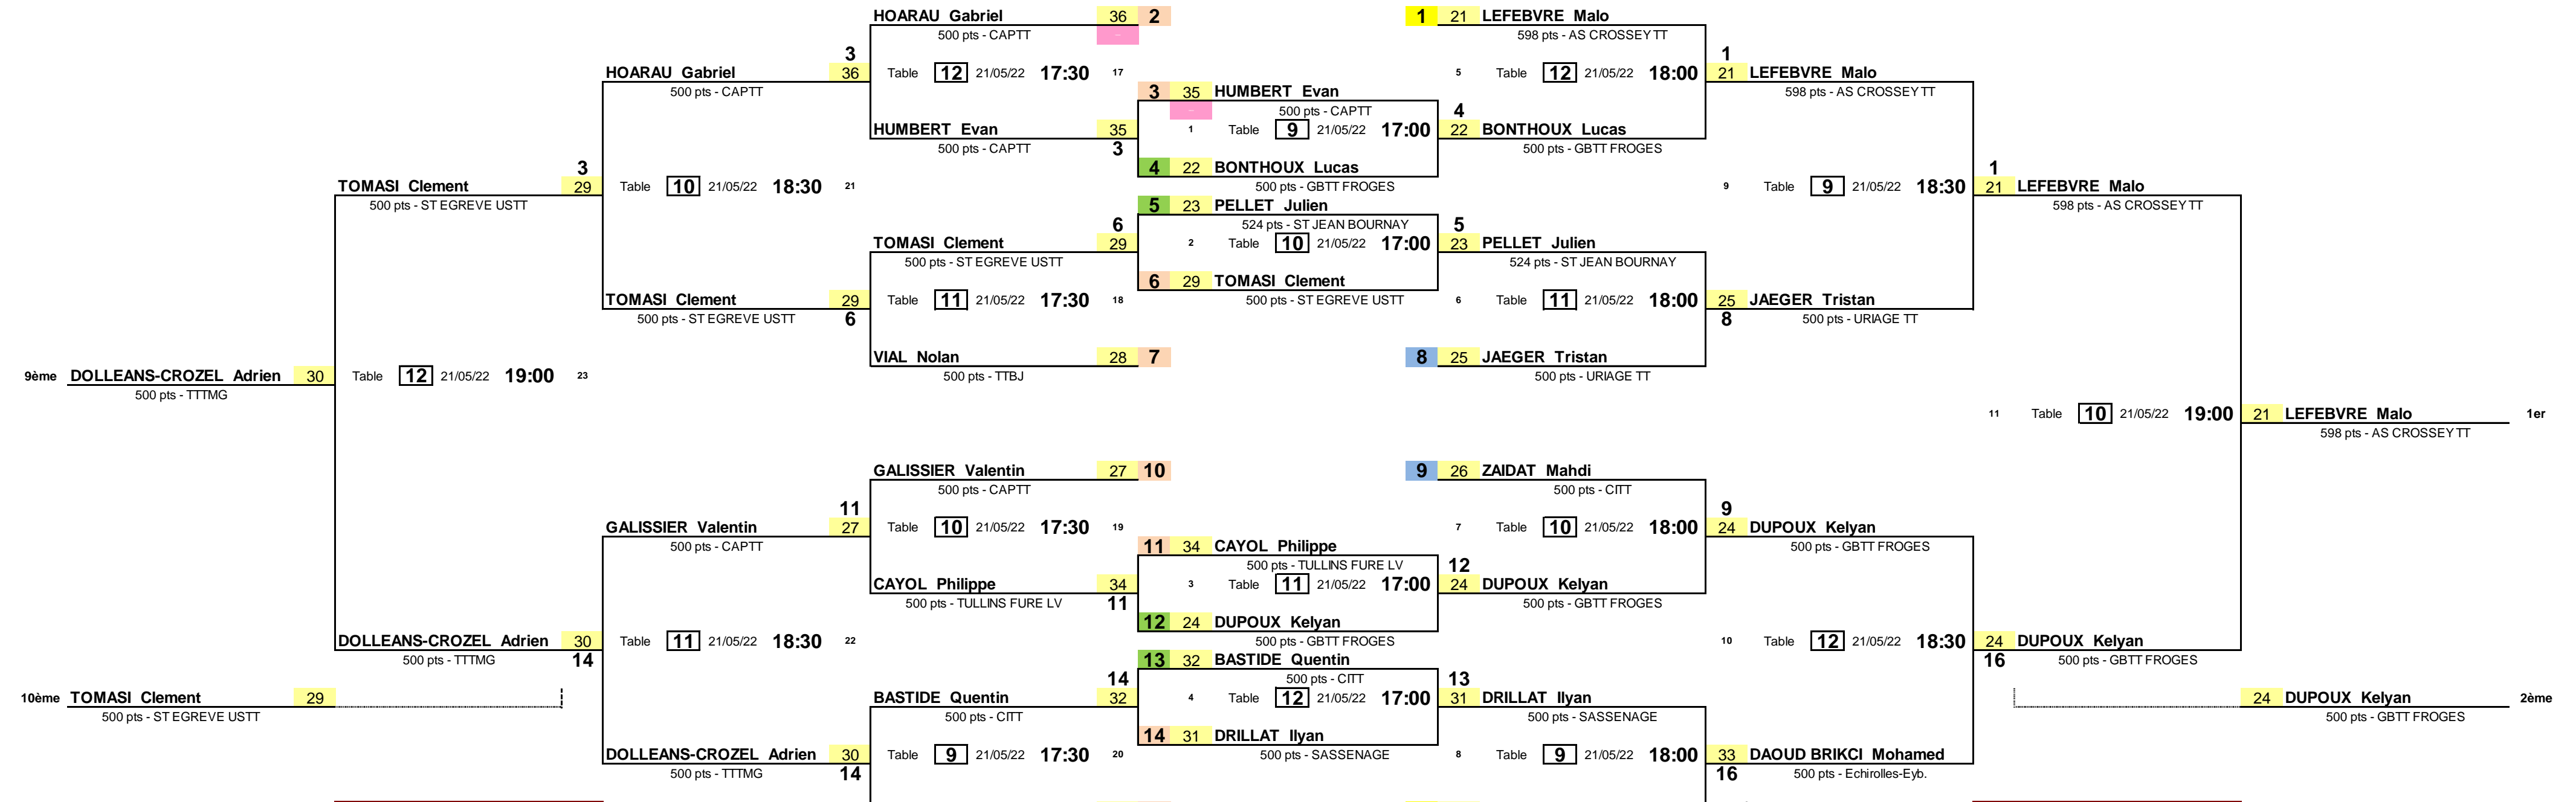 HOARAU Gabriel 36 2 1 21 LEFEBVRE Malo
500 pts - CAPTT 598 pts - AS CROSSEY TT
3 1
HOARAU Gabriel 36 Table 12 21/05/22 17:30 17 5 Table 12 21/05/22 18:00 21 LEFEBVRE Malo
500 pts - CAPTT 3 35 HUMBERT Evan 598 pts - AS CROSSEY TT
500 pts - CAPTT 4
HUMBERT Evan 35 1 Table 9 21/05/22 17:00 22 BONTHOUX Lucas
500 pts - CAPTT 3 500 pts - GBTT FROGES
3 4 22 BONTHOUX Lucas 1
TOMASI Clement 29 Table 10 21/05/22 18:30 21 500 pts - GBTT FROGES 9 Table 9 21/05/22 18:30 21 LEFEBVRE Malo
500 pts - ST EGREVE USTT 5 23 PELLET Julien 598 pts - AS CROSSEY TT
6 524 pts - ST JEAN BOURNAY 5
TOMASI Clement 29 2 Table 10 21/05/22 17:00 23 PELLET Julien
500 pts - ST EGREVE USTT 524 pts - ST JEAN BOURNAY
6 29 TOMASI Clement
TOMASI Clement 29 Table 11 21/05/22 17:30 18 500 pts - ST EGREVE USTT 6 Table 11 21/05/22 18:00 25 JAEGER Tristan
500 pts - ST EGREVE USTT 6 8 500 pts - URIAGE TT
VIAL Nolan 28 7 8 25 JAEGER Tristan
9ème DOLLEANS-CROZEL Adrien 30 Table 12 21/05/22 19:00 23 500 pts - TTBJ 500 pts - URIAGE TT
500 pts - TTTMG
11 Table 10 21/05/22 19:00 21 LEFEBVRE Malo 1er
598 pts - AS CROSSEY TT
GALISSIER Valentin 27 10 9 26 ZAIDAT Mahdi
500 pts - CAPTT 500 pts - CITT
11 9
GALISSIER Valentin 27 Table 10 21/05/22 17:30 19 7 Table 10 21/05/22 18:00 24 DUPOUX Kelyan
500 pts - CAPTT 11 34 CAYOL Philippe 500 pts - GBTT FROGES
500 pts - TULLINS FURE LV 12
CAYOL Philippe 34 3 Table 11 21/05/22 17:00 24 DUPOUX Kelyan
500 pts - TULLINS FURE LV 11 500 pts - GBTT FROGES
12 24 DUPOUX Kelyan
DOLLEANS-CROZEL Adrien 30 Table 11 21/05/22 18:30 22 500 pts - GBTT FROGES 10 Table 12 21/05/22 18:30 24 DUPOUX Kelyan
500 pts - TTTMG 14 13 32 BASTIDE Quentin 16 500 pts - GBTT FROGES
14 500 pts - CITT 13
10ème TOMASI Clement 29 BASTIDE Quentin 32 4 Table 12 21/05/22 17:00 31 DRILLAT Ilyan 24 DUPOUX Kelyan 2ème
500 pts - ST EGREVE USTT 500 pts - CITT 500 pts - SASSENAGE 500 pts - GBTT FROGES
14 31 DRILLAT Ilyan
DOLLEANS-CROZEL Adrien 30 Table 9 21/05/22 17:30 20 500 pts - SASSENAGE 8 Table 9 21/05/22 18:00 33 DAOUD BRIKCI Mohamed
500 pts - TTTMG 14 16 500 pts - Echirolles-Eyb.